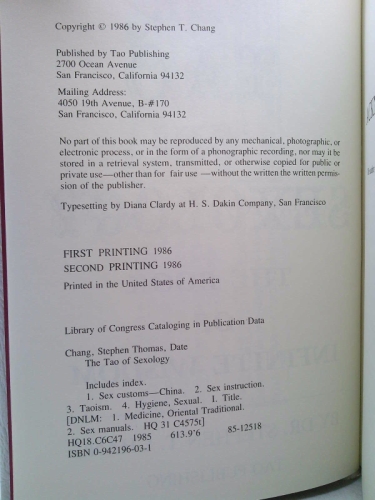 Copyright © 1986 by Stephen T. Chang
Published by Tao Publishing
2700 Ocean Avenue
San Francisco, California 94132
Mailing Address:
4050 19th Avenue, B-#170
San Francisco, California 94132
No part of this book may be reproduced by any mechanical, photographic, or
electronic process, or in the form of a phonographic recording, nor may it be
stored in a retrieval system, transmitted, or otherwise copied for public or
private use—other than for fair use —without the written the written permis-
sion of the publisher.
Typesetting by Diana Clardy at H. S. Dakin Company, San Francisco
FIRST PRINTING 1986
SECOND PRINTING 1986
Printed in the United States of America
Library of Congress Cataloging in Publication Data
Chang, Stephen Thomas, Date
The Tao of Sexology
Includes index.
1. Sex customs—China. 2. Sex instruction.
3. Taoism. 4. Hygiene, Sexual. I. Title.
[DNLM: 1. Medicine, Oriental Traditional.
2. Sex manuals. HQ 31 C4575t]
HQ18.C6C47 1985 613.9'6 85-12518
ISBN 0-942196-03-1